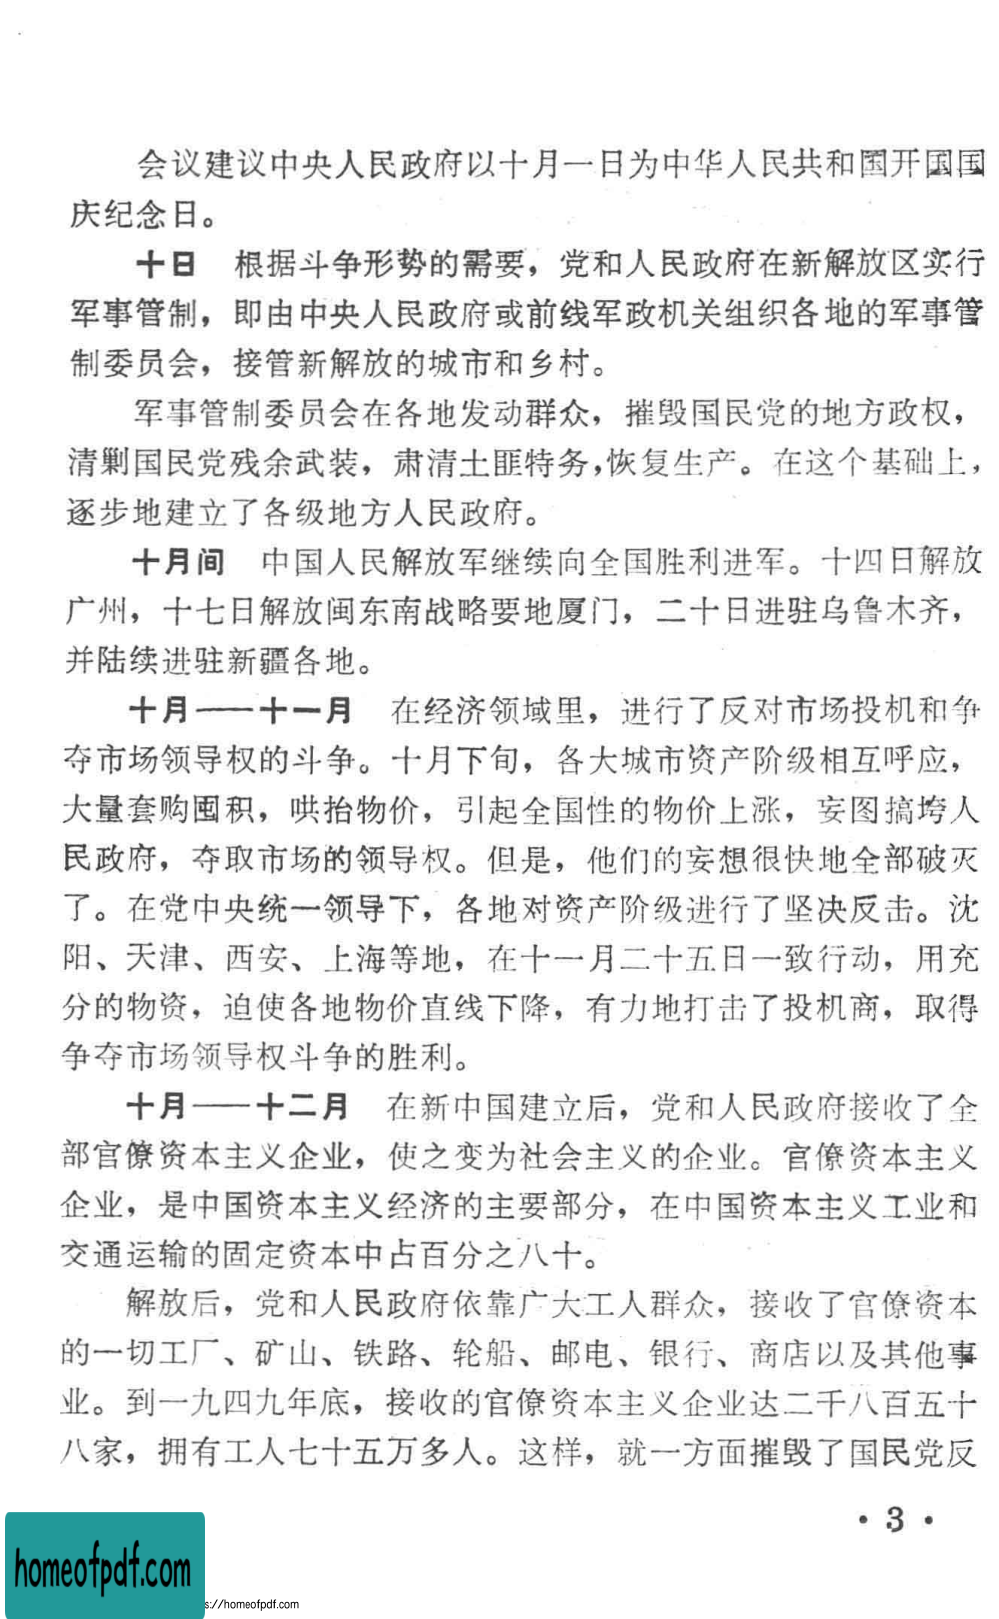 会议建议中央人民政府以十月一日为中华人民共和国开国国
庆纪念日。
十日 根据斗争形势的需要，党和人民政府在新解放区实行
军事管制，即由中央人民政府或前线军政机关组织各地的军事管
制委员会，接管新解放的城市和乡村。
军事管制委员会在各地发动群众，摧毁国民党的地方政权，
清剿国民党残余武装，肃清土匪特务，恢复生产。在这个基础上，
逐步地建立了各级地方人民政府。
十月间 中国人民解放军继续向全国胜利进军。十四日解放
广州，十七日解放闽东南战略要地厦门，二十日进驻乌鲁木齐，
并陆续进驻新疆各地。
十月——十一月 在经济领域里，进行了反对市场投机和争
夺市场领导权的斗争。十月下旬，各大城市资产阶级相互呼应，
大量套购囤积，哄抬物价，引起全国性的物价上涨，妄图搞垮人
民政府，夺取市场的领导权。但是，他们的妄想很快地全部破灭
了。在党中央统一领导下，各地对资产阶级进行了坚决反击。沈
阳、天津、西安、上海等地，在十一月二十五日一致行动，用充
分的物资，迫使各地物价直线下降，有力地打击了投机商，取得
争夺市场领导权斗争的胜利。
十月——十二月 在新中国建立后，党和人民政府接收了全
部官僚资本主义企业，使之变为社会主义的企业。官僚资本主义
企业，是中国资本主义经济的主要部分，在中国资本主义工业和
交通运输的固定资本中占百分之八十。
解放后，党和人民政府依靠广大工人群众，接收了官僚资本
的一切工厂、矿山、铁路、轮船、邮电、银行、商店以及其他事
业。到一九四九年底，接收的官僚资本主义企业达二千八百五十
八家，拥有工人七十五万多人。这样，就一方面摧毁了国民党反
·3·
homeofpdf.com
s://homeofpdf.com